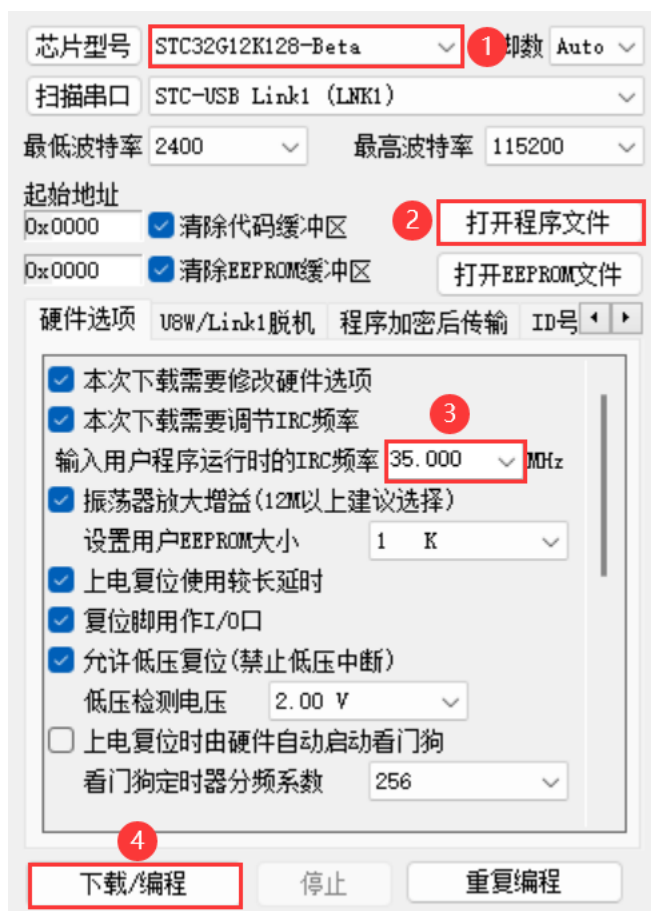 芯片型号 STC32G12K128-Beta 1 脚数 Auto
扫描串口 STC-USB Link1 (LNK1)
最低波特率 2400 最高波特率 115200
起始地址
0x0000 清除代码缓冲区 2 打开程序文件
0x0000 清除EEPROM缓冲区 打开EEPROM文件
硬件选项 U8W/Link1脱机 程序加密后传输 ID号
本次下载需要修改硬件选项
本次下载需要调节IRC频率 3
输入用户程序运行时的IRC频率 35.000 MHz
振荡器放大增益(12M以上建议选择)
设置用户EEPROM大小 1 K
上电复位使用较长延时
复位脚用作I/O口
允许低压复位(禁止低压中断)
低压检测电压 2.00 V
上电复位时由硬件自动启动看门狗
看门狗定时器分频系数 256
4
下载/编程 停止 重复编程